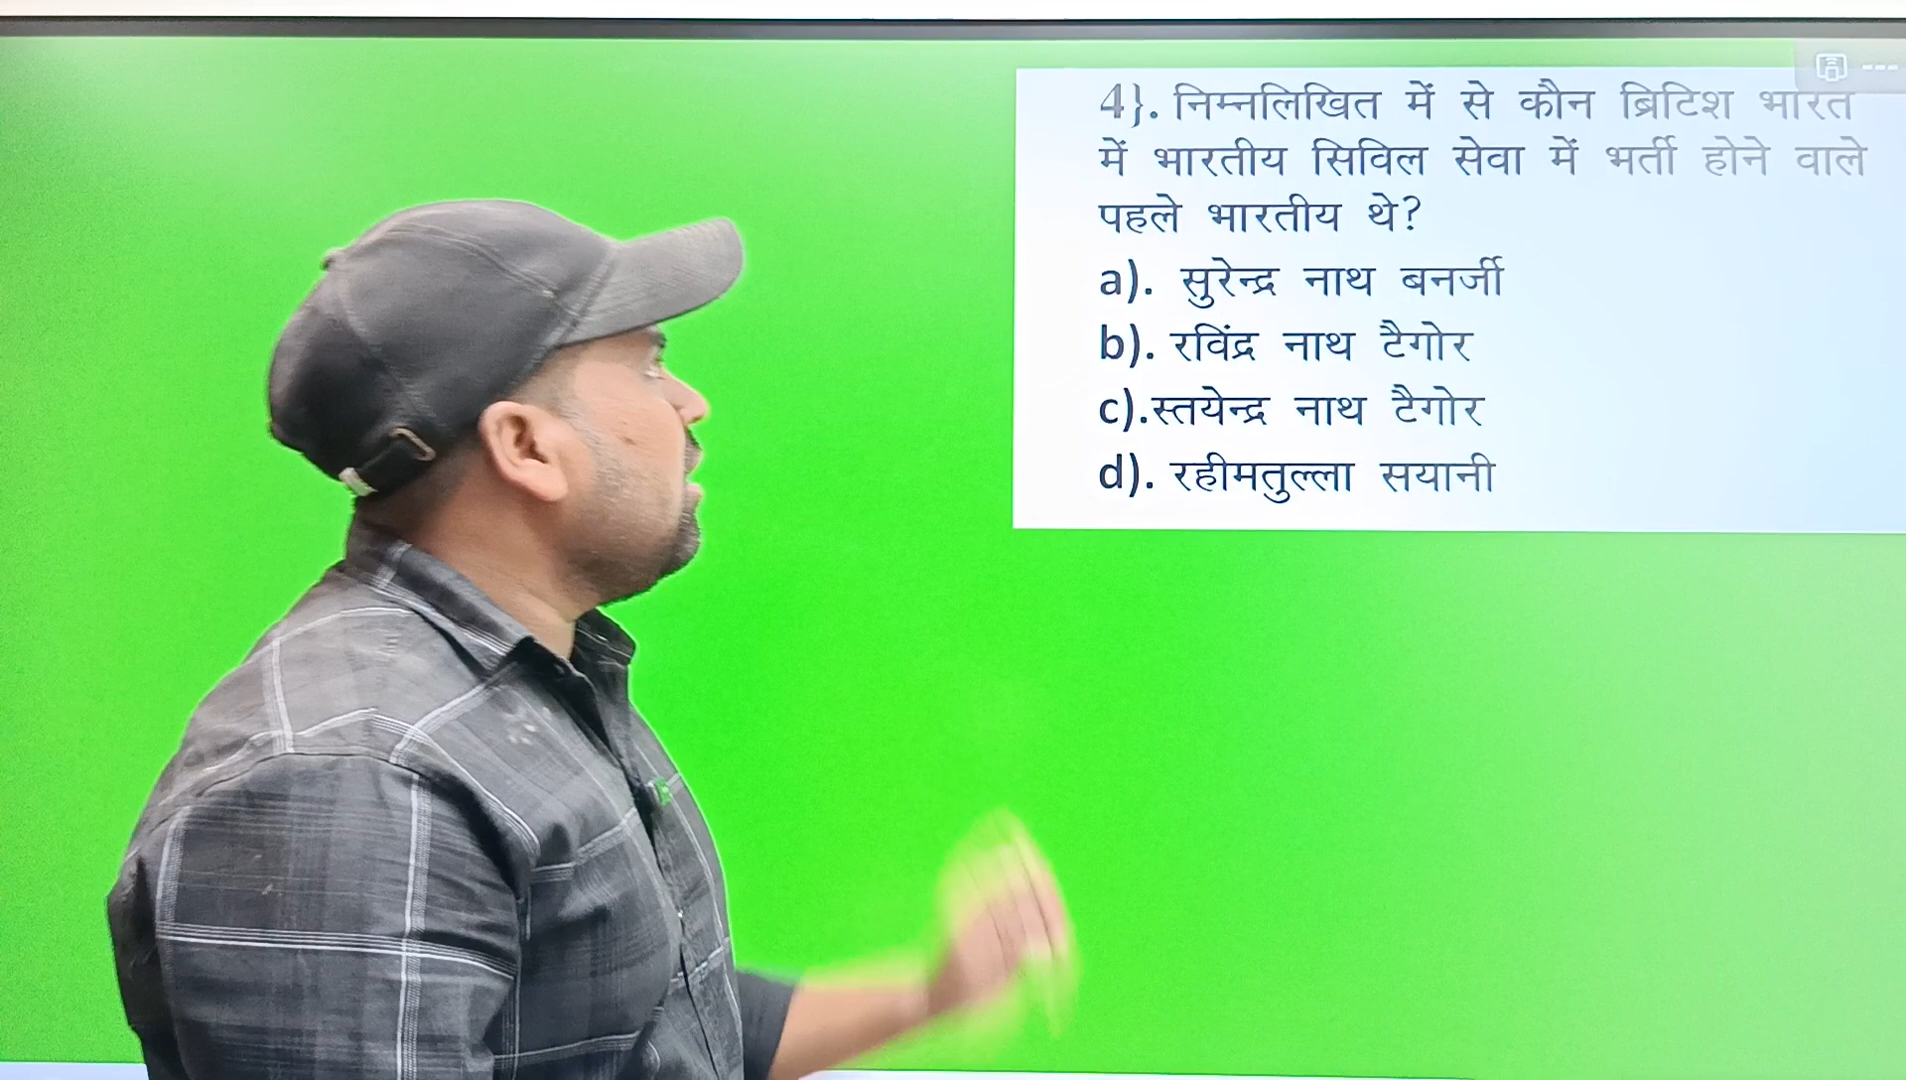 4}. निम्नलिखित में से कौन ब्रिटिश भारत
में भारतीय सिविल सेवा में भर्ती होने वाले
पहले भारतीय थे?
a). सुरेन्द्र नाथ बनर्जी
b). रविंद्र नाथ टैगोर
c).स्तयेन्द्र नाथ टैगोर
d). रहीमतुल्ला सयानी